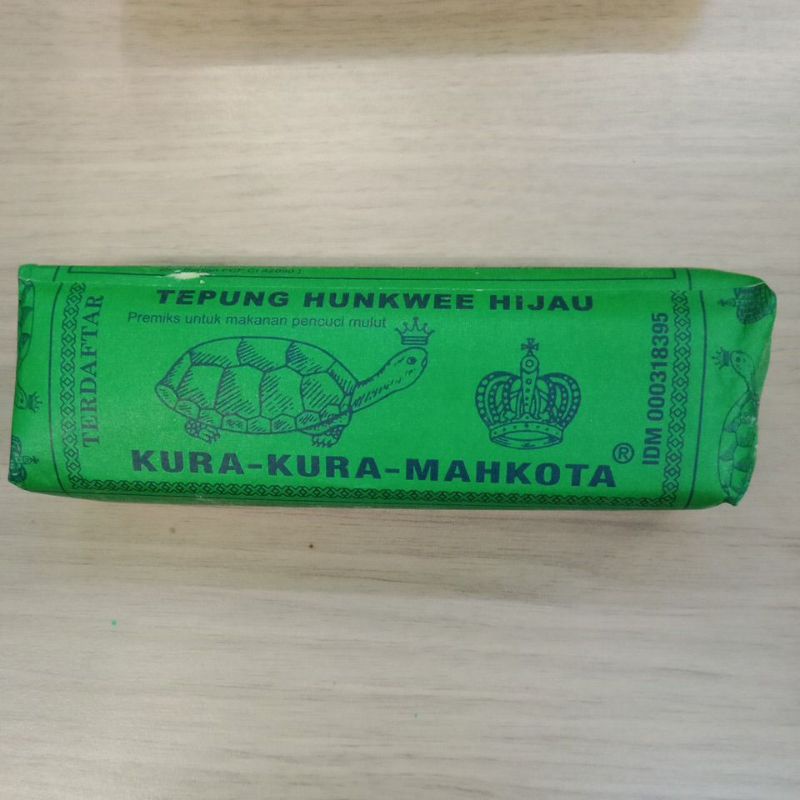 TEPUNG HUNKWEE HIJAU
Premiks untuk makanan pencuci mulut
TERDAFTAR
IDM 000318395
KURA-KURA-MAHKOTA®